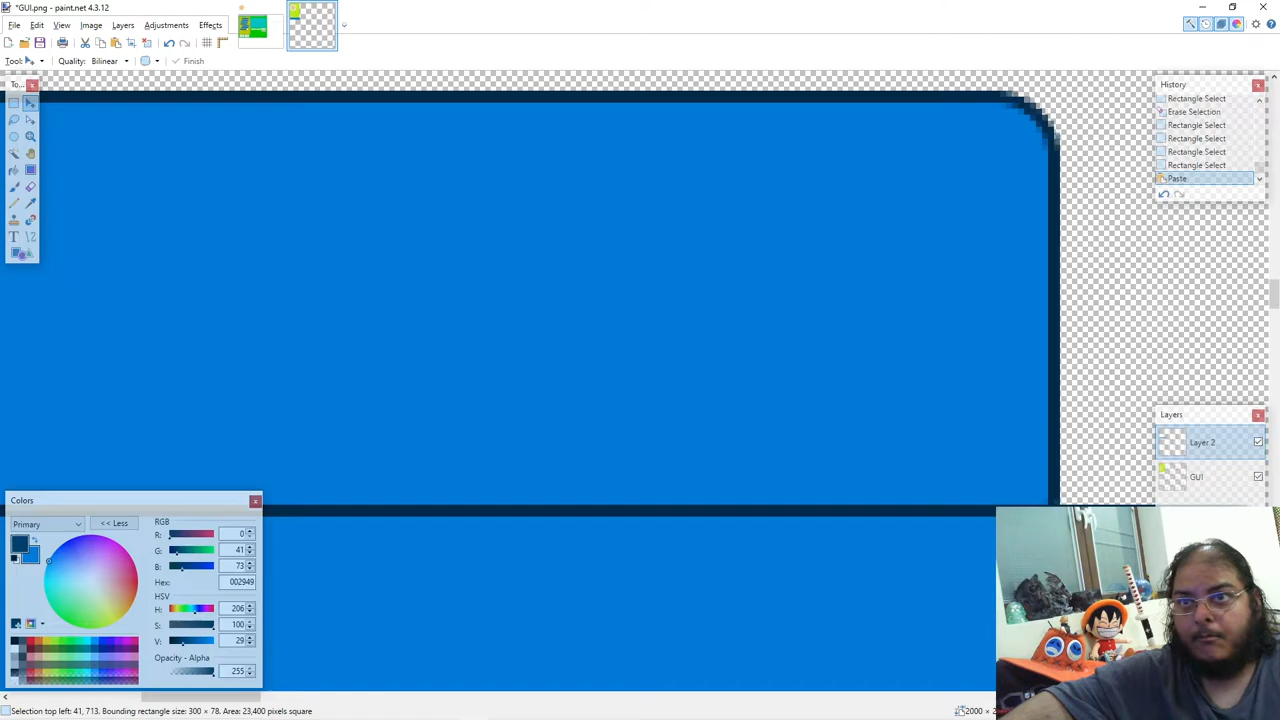 *GUI.png - paint.net 4.3.12
File Edit View Image Layers Adjustments Effects
Tool: Quality: Bilinear Finish
To...
History
Rectangle Select
Erase Selection
Rectangle Select
Rectangle Select
Rectangle Select
Rectangle Select
Paste
Layers
Layer 2
GUI
Colors
Primary << Less
RGB
R: 0
G: 41
B: 73
Hex: 002949
HSV
H: 206
S: 100
V: 29
Opacity - Alpha
255
Selection top left: 41, 713. Bounding rectangle size: 300 × 78. Area: 23,400 pixels square
2000 ×